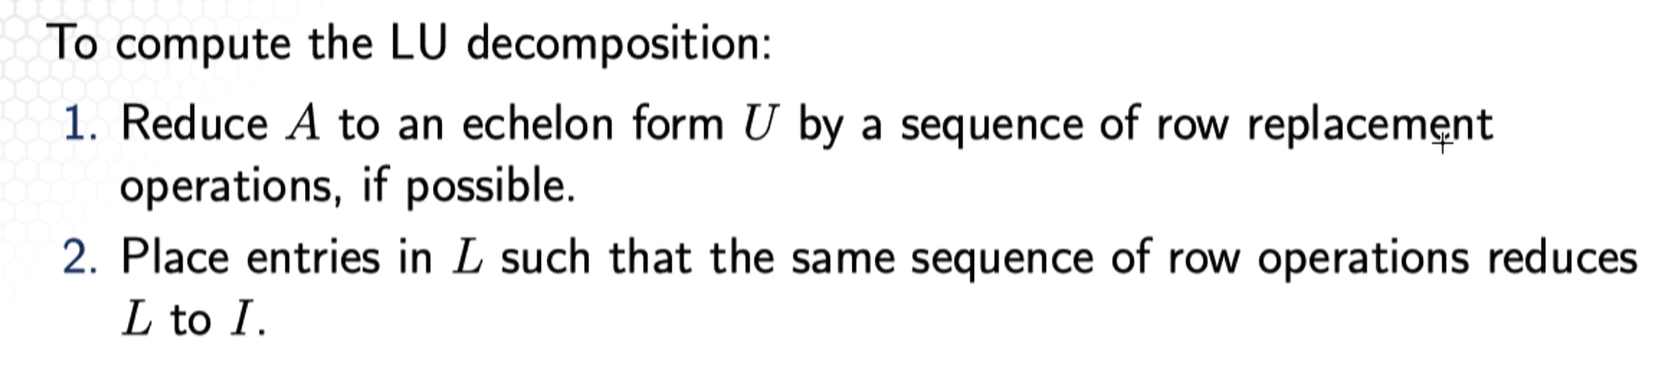 To compute the LU decomposition:
1. Reduce A to an echelon form U by a sequence of row replacement
operations, if possible.
2. Place entries in L such that the same sequence of row operations reduces
L to I.